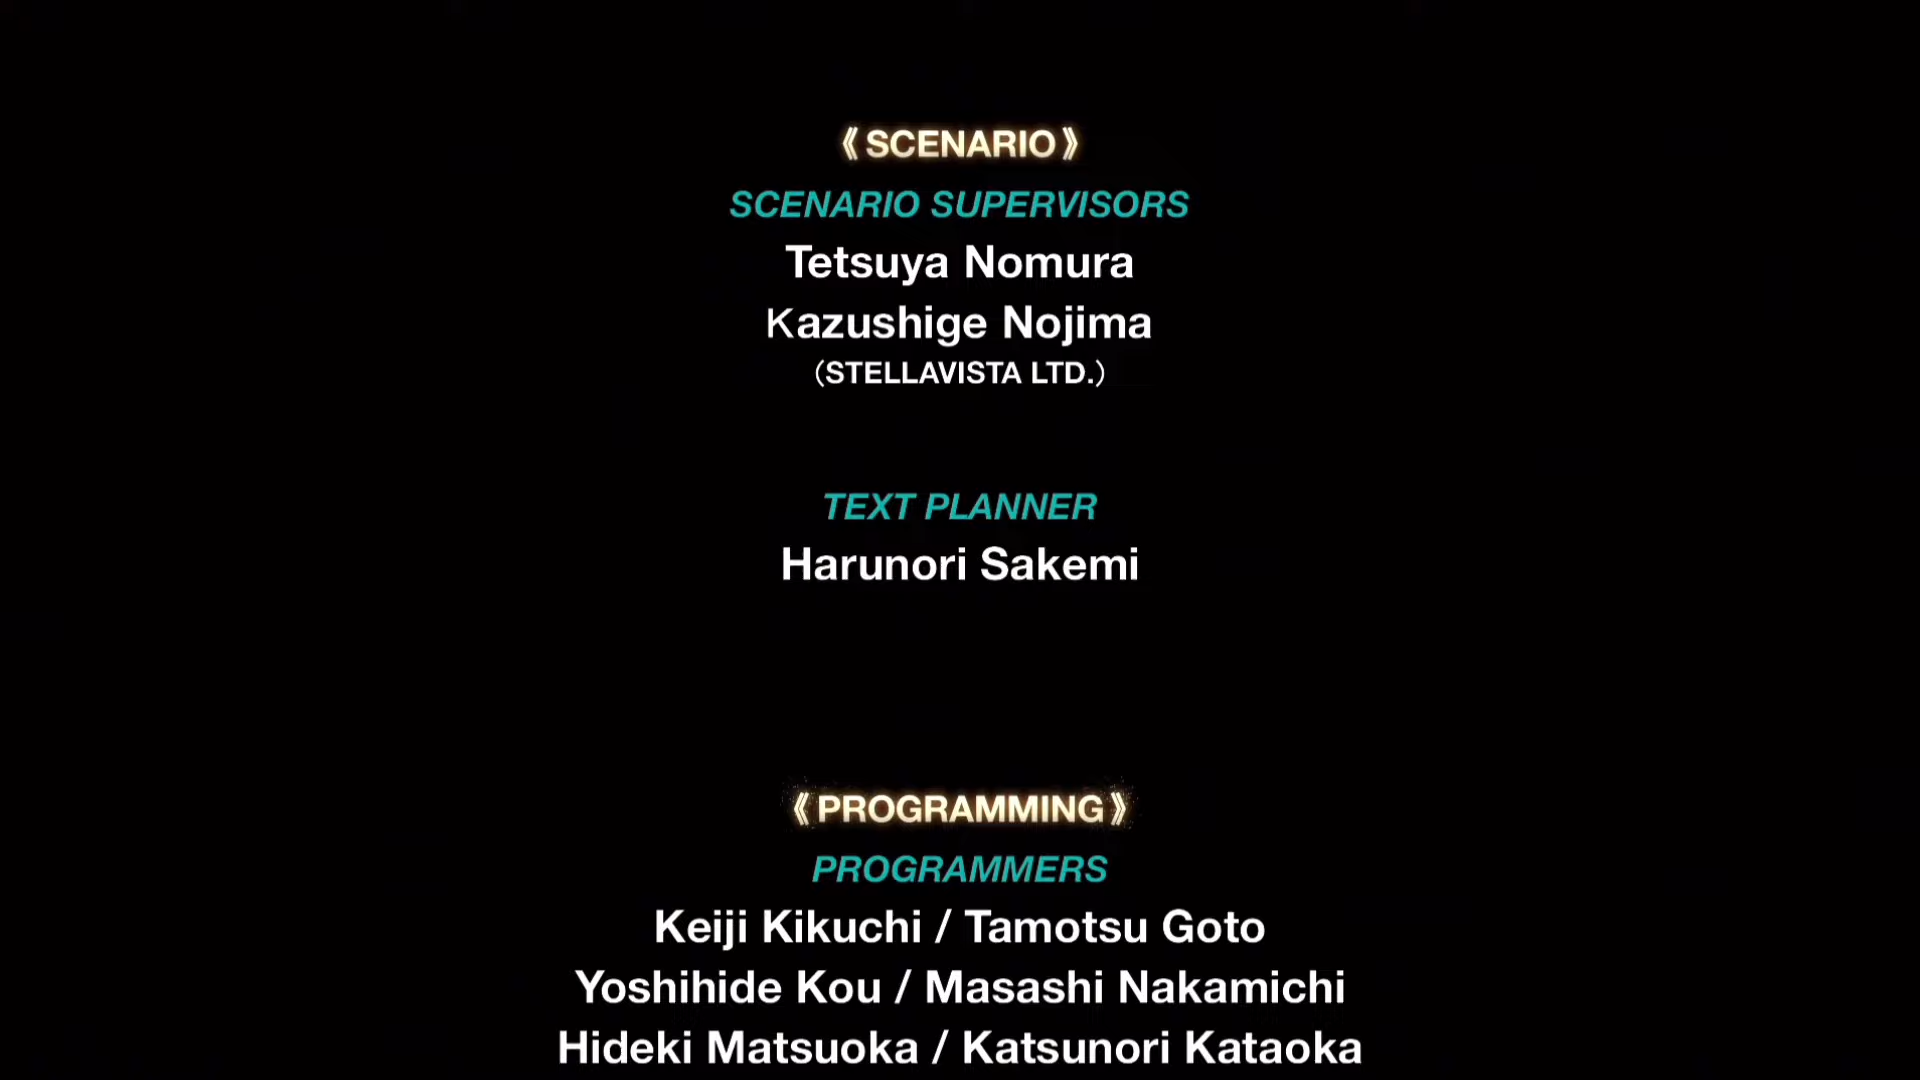 《SCENARIO》
SCENARIO SUPERVISORS
Tetsuya Nomura
Kazushige Nojima
(STELLAVISTA LTD.)
TEXT PLANNER
Harunori Sakemi
《PROGRAMMING》
PROGRAMMERS
Keiji Kikuchi / Tamotsu Goto
Yoshihide Kou / Masashi Nakamichi
Hideki Matsuoka / Katsunori Kataoka